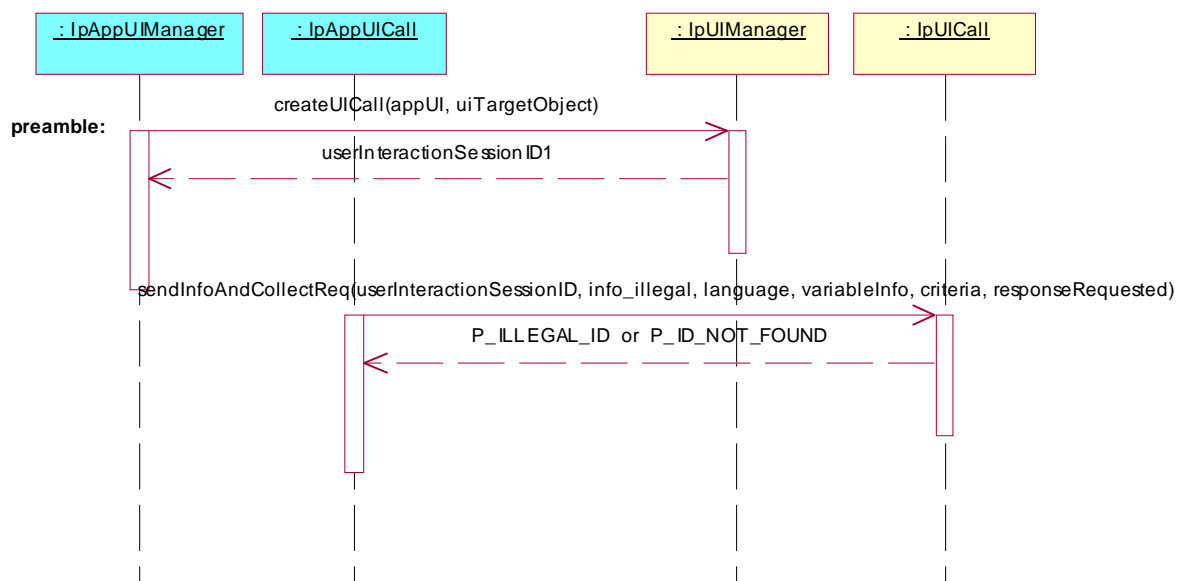 : IpAppUIManager
: IpAppUICall
: IpUIManager
: IpUICall
createUICall(appUI, uiTargetObject)
preamble:
userInteractionSessionID1
sendInfoAndCollectReq(userInteractionSessionID, info_illegal, language, variableInfo, criteria, responseRequested)
P_ILLEGAL_ID or P_ID_NOT_FOUND